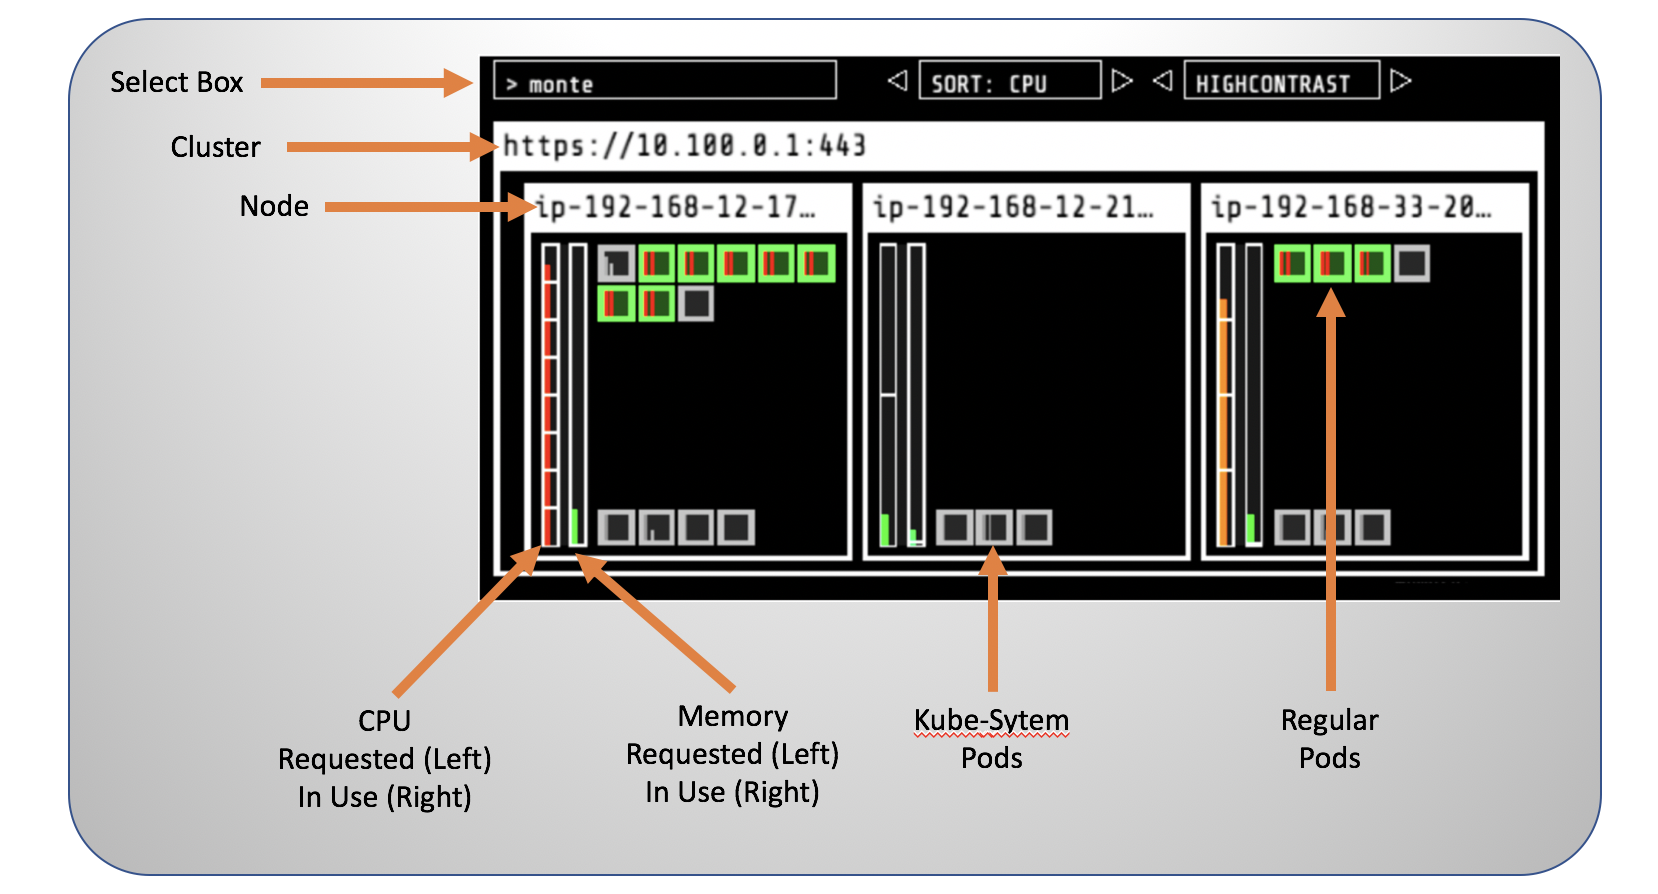 Select Box
> monte
◁ SORT: CPU ▷
◁ HIGHCONTRAST ▷
Cluster
https://10.100.0.1:443
Node
ip-192-168-12-17…
ip-192-168-12-21…
ip-192-168-33-20…
CPU
Requested (Left)
In Use (Right)
Memory
Requested (Left)
In Use (Right)
Kube-Sytem
Pods
Regular
Pods